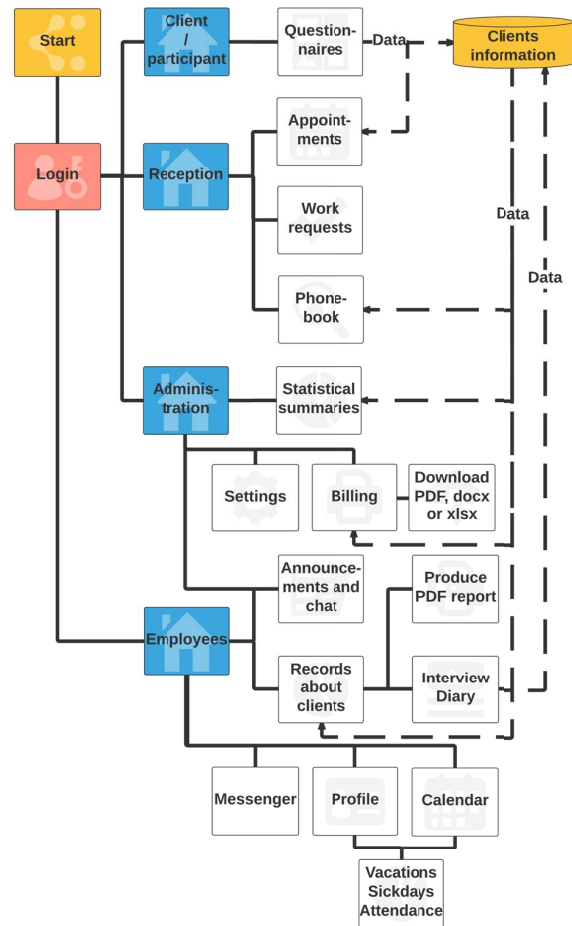 Start
Client
/
participant
Question-
naires
Data
Clients
information
Appoint-
ments
Login
Reception
Work
requests
Data
Data
Phone-
book
Adminis-
tration
Statistical
summaries
Settings
Billing
Download
PDF, docx
or xlsx
Announce-
ments and
chat
Produce
PDF report
Employees
Records
about
clients
Interview
Diary
Messenger
Profile
Calendar
Vacations
Sickdays
Attendance